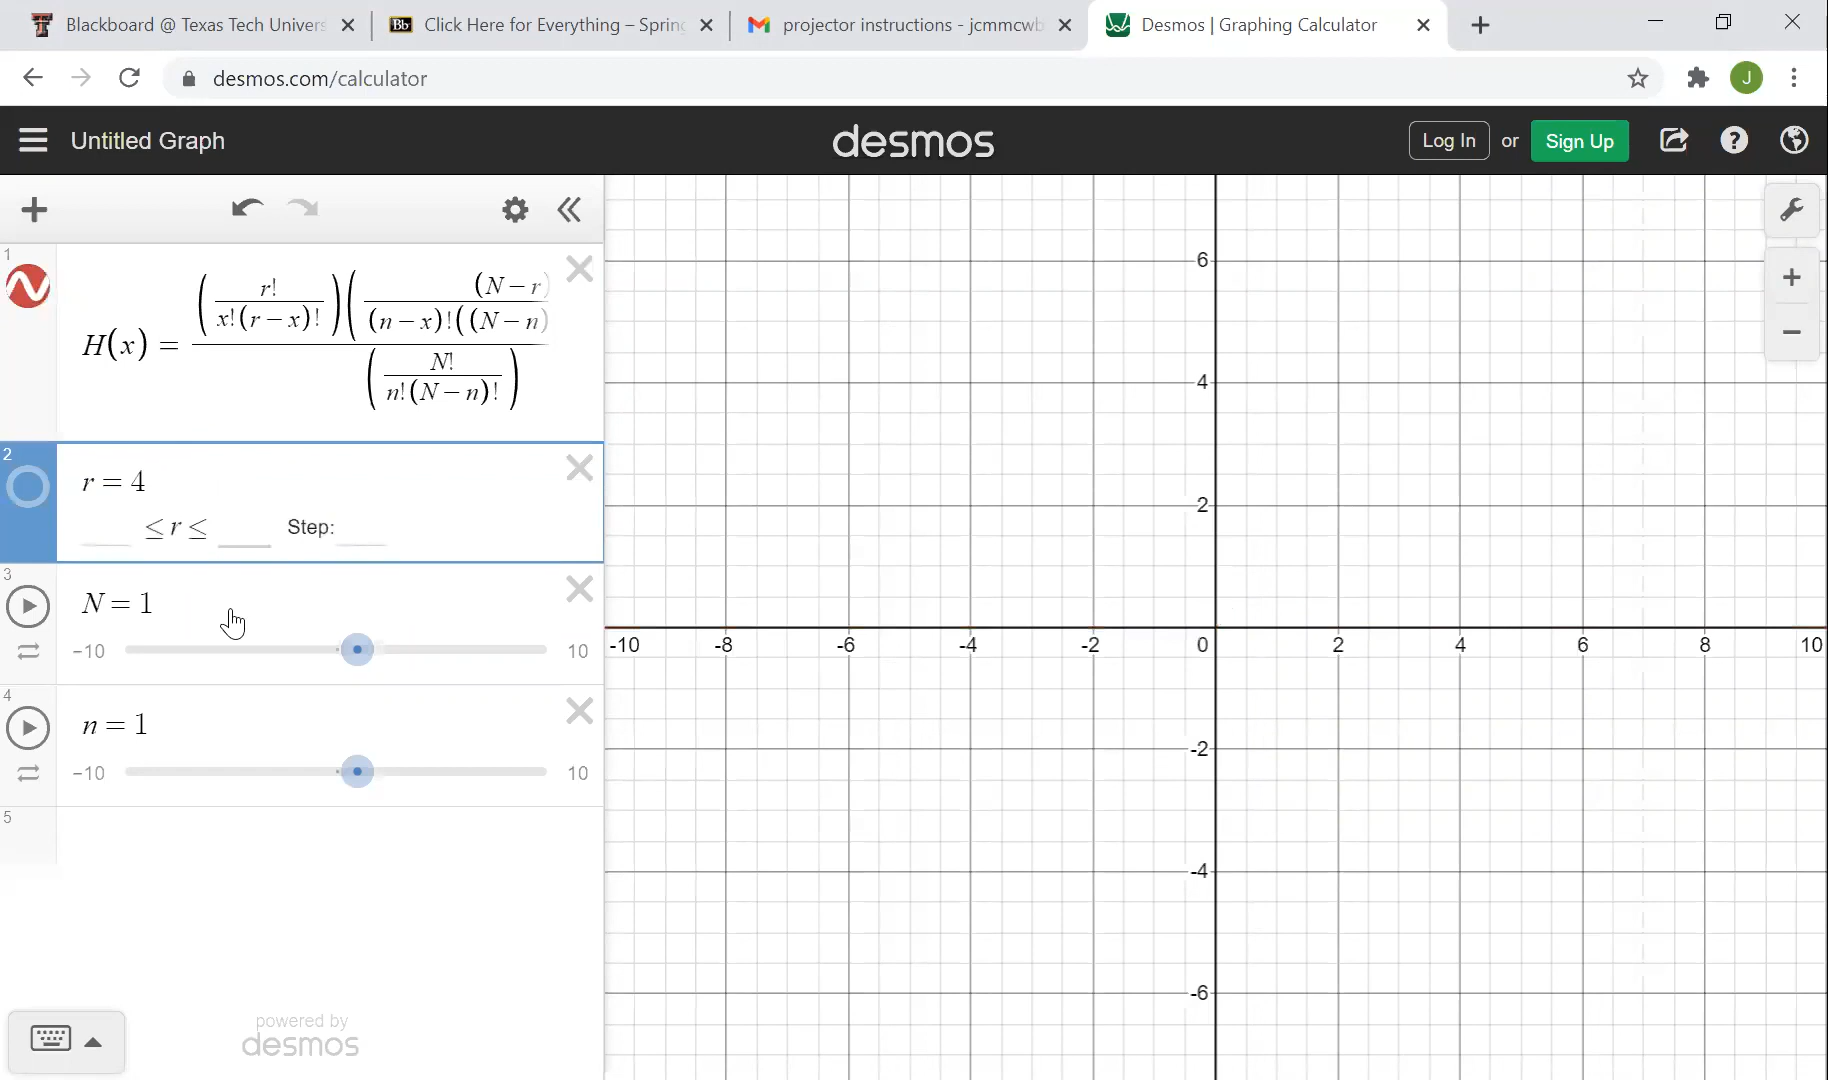 Blackboard @ Texas Tech Univers
Click Here for Everything – Spring
projector instructions - jcmmcwb
Desmos | Graphing Calculator
desmos.com/calculator
J
Untitled Graph
desmos
Log In or Sign Up
1
H(x) = ((r!/(x!(r−x)!))((N−r)/((n−x)!((N−n)/(N!/(n!(N−n)!))
2
r = 4
≤ r ≤ Step:
3
N = 1
−10 10
4
n = 1
−10 10
5
powered by
desmos
6
4
2
-10 -8 -6 -4 -2 0 2 4 6 8 10
-2
-4
-6